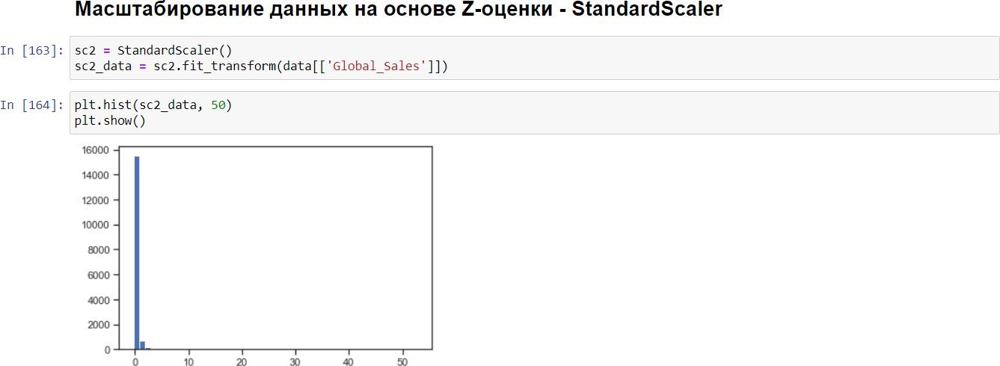 Масштабирование данных на основе Z-оценки - StandardScaler
In [163]: sc2 = StandardScaler()
sc2_data = sc2.fit_transform(data[['Global_Sales']])
In [164]: plt.hist(sc2_data, 50)
plt.show()
16000
14000
12000
10000
8000
6000
4000
2000
0
0 10 20 30 40 50